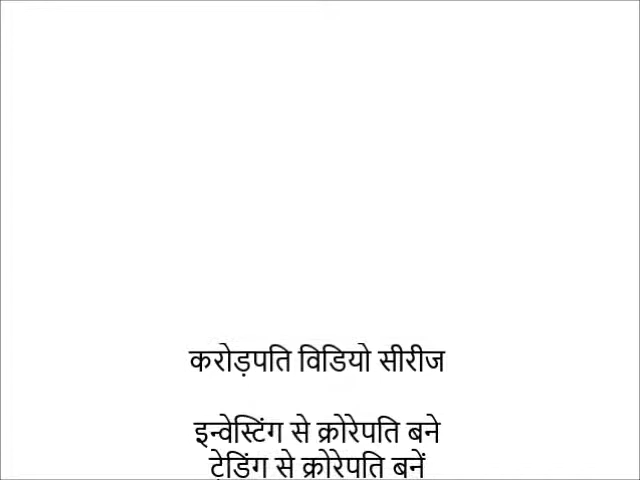 करोड़पति विडियो सीरीज
इन्वेस्टिंग से क्रोरेपति बने
ट्रेडिंग से क्रोरेपति बनें